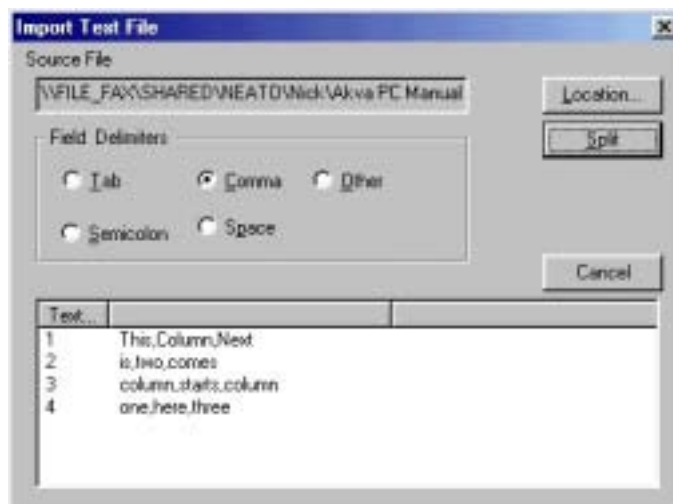 Import Text File
Source File
\\FILE_FAX\SHARED\NEATO\Nick\Akva PC Manual
Location...
Field Delimiters
Split
Tab
Comma
Other
Semicolon
Space
Cancel
Text...
1 This,Column,Next
2 is,two,comes
3 column,starts,column
4 one,here,three